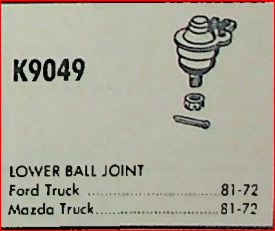 K9049
LOWER BALL JOINT
Ford Truck ........................ 81-72
Mazda Truck ........................ 81-72